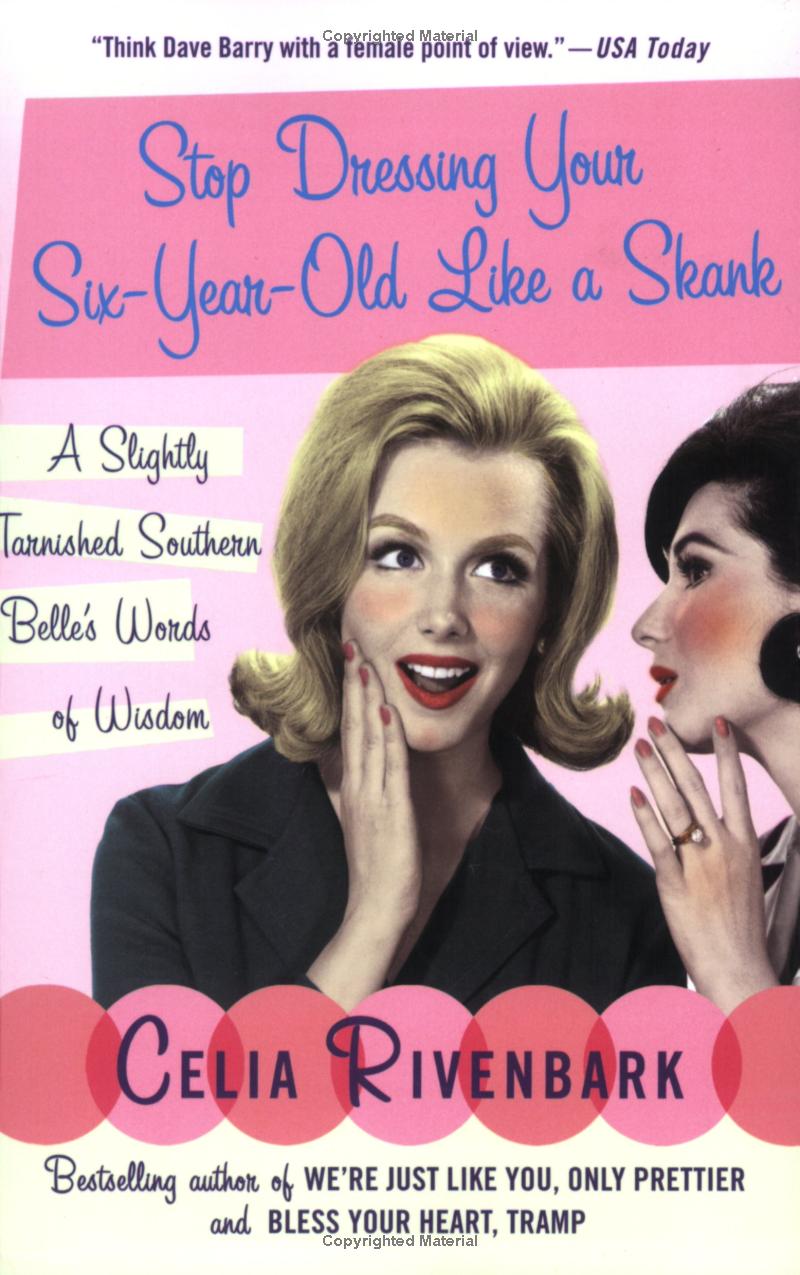 Copyrighted Material
“Think Dave Barry with a female point of view.”—USA Today
Stop Dressing Your
Six-Year-Old Like a Skank
A Slightly
Tarnished Southern
Belle's Words
of Wisdom
CELIA RIVENBARK
Bestselling author of WE'RE JUST LIKE YOU, ONLY PRETTIER
and BLESS YOUR HEART, TRAMP
Copyrighted Material